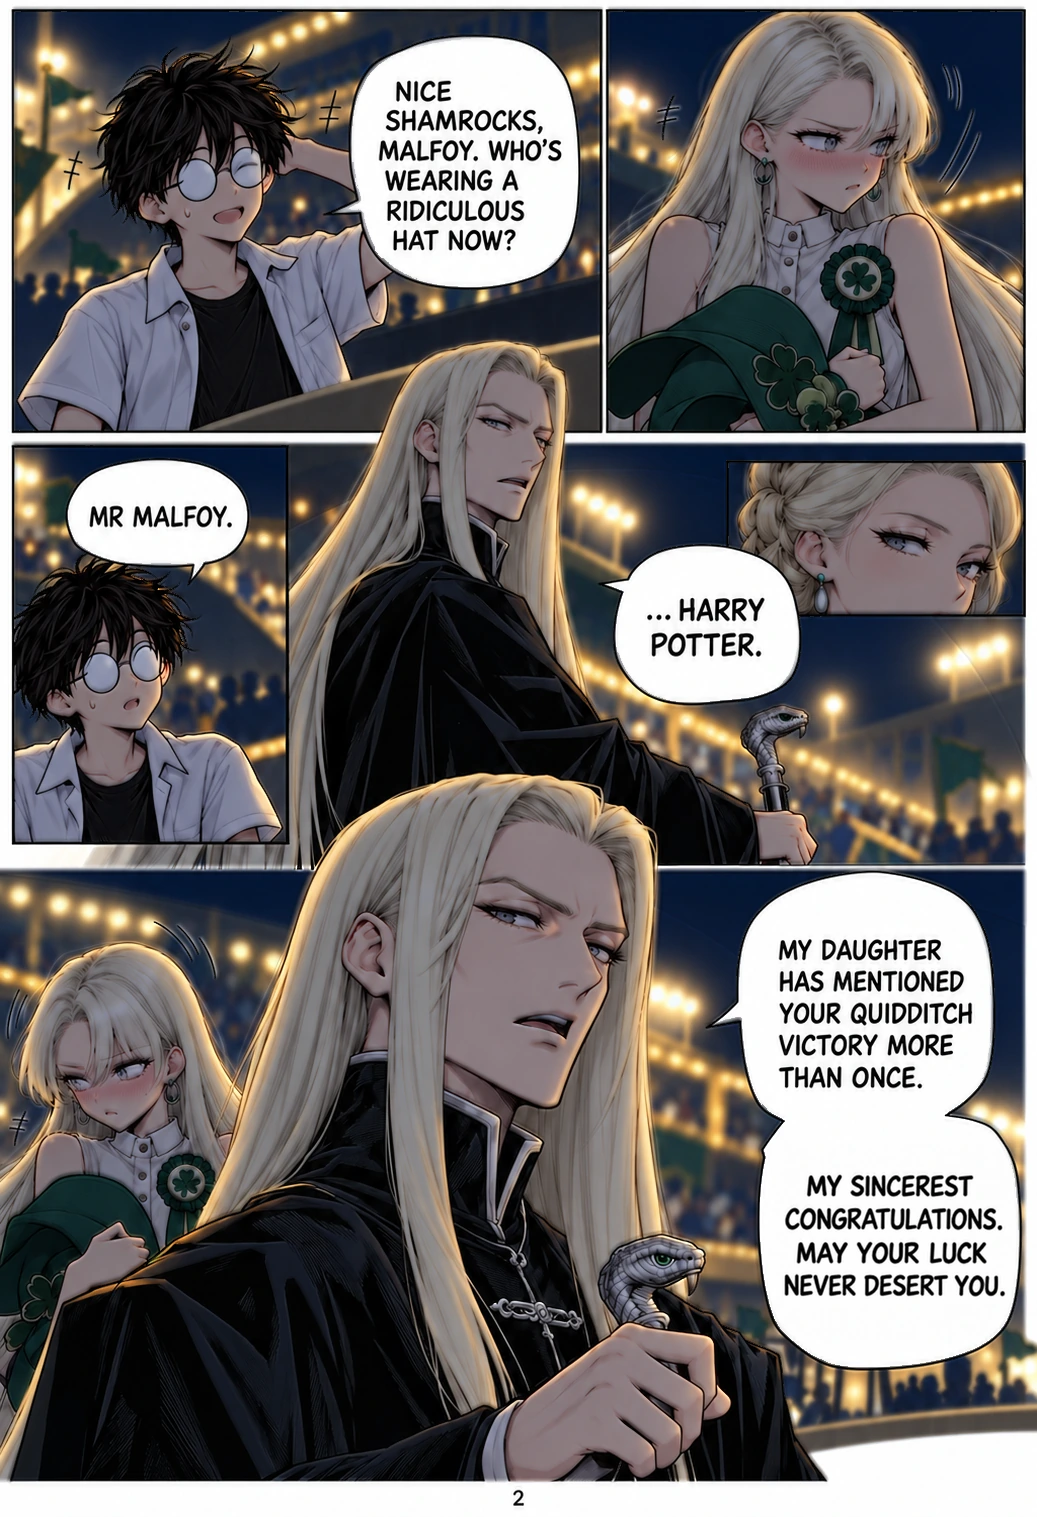 NICE
SHAMROCKS,
MALFOY. WHO'S
WEARING A
RIDICULOUS
HAT NOW?
MR MALFOY.
...HARRY
POTTER.
MY DAUGHTER
HAS MENTIONED
YOUR QUIDDITCH
VICTORY MORE
THAN ONCE.
MY SINCEREST
CONGRATULATIONS.
MAY YOUR LUCK
NEVER DESERT YOU.
2